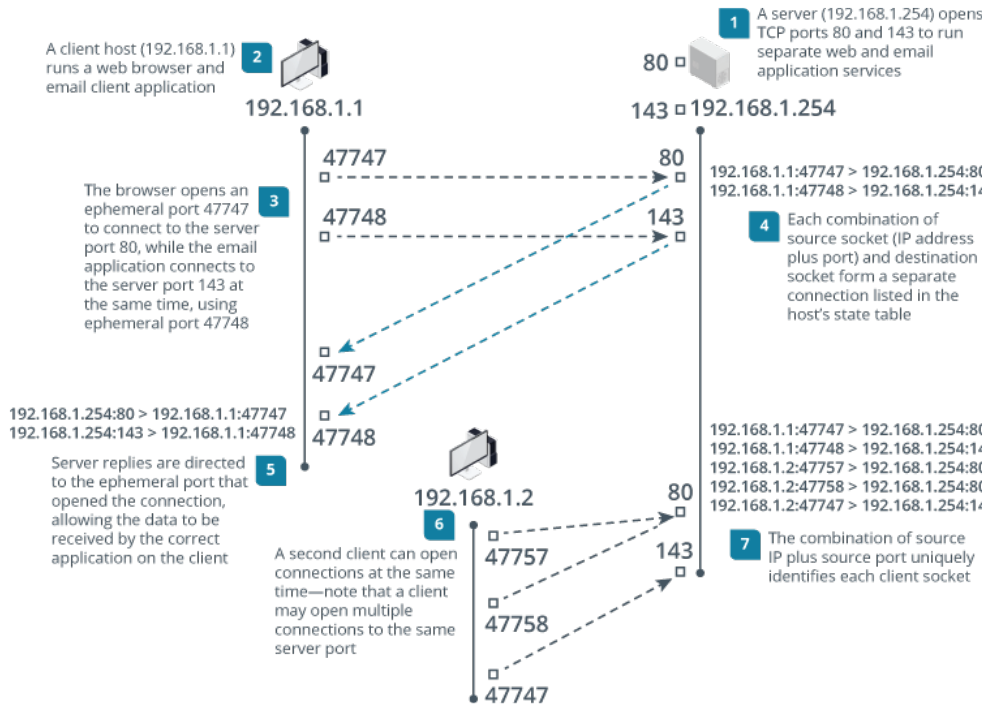 1
A server (192.168.1.254) opens
TCP ports 80 and 143 to run
separate web and email
application services
2
A client host (192.168.1.1)
runs a web browser and
email client application
80
143
192.168.1.1
192.168.1.254
47747
80
192.168.1.1:47747 > 192.168.1.254:80
192.168.1.1:47748 > 192.168.1.254:14
3
The browser opens an
ephemeral port 47747
to connect to the server
port 80, while the email
application connects to
the server port 143 at
the same time, using
ephemeral port 47748
47748
143
4
Each combination of
source socket (IP address
plus port) and destination
socket form a separate
connection listed in the
host's state table
47747
47748
192.168.1.254:80 > 192.168.1.1:47747
192.168.1.254:143 > 192.168.1.1:47748
5
Server replies are directed
to the ephemeral port that
opened the connection,
allowing the data to be
received by the correct
application on the client
192.168.1.2
6
A second client can open
connections at the same
time—note that a client
may open multiple
connections to the same
server port
47757
47758
47747
80
143
192.168.1.1:47747 > 192.168.1.254:80
192.168.1.1:47748 > 192.168.1.254:14
192.168.1.2:47757 > 192.168.1.254:80
192.168.1.2:47758 > 192.168.1.254:80
192.168.1.2:47747 > 192.168.1.254:14
7
The combination of source
IP plus source port uniquely
identifies each client socket